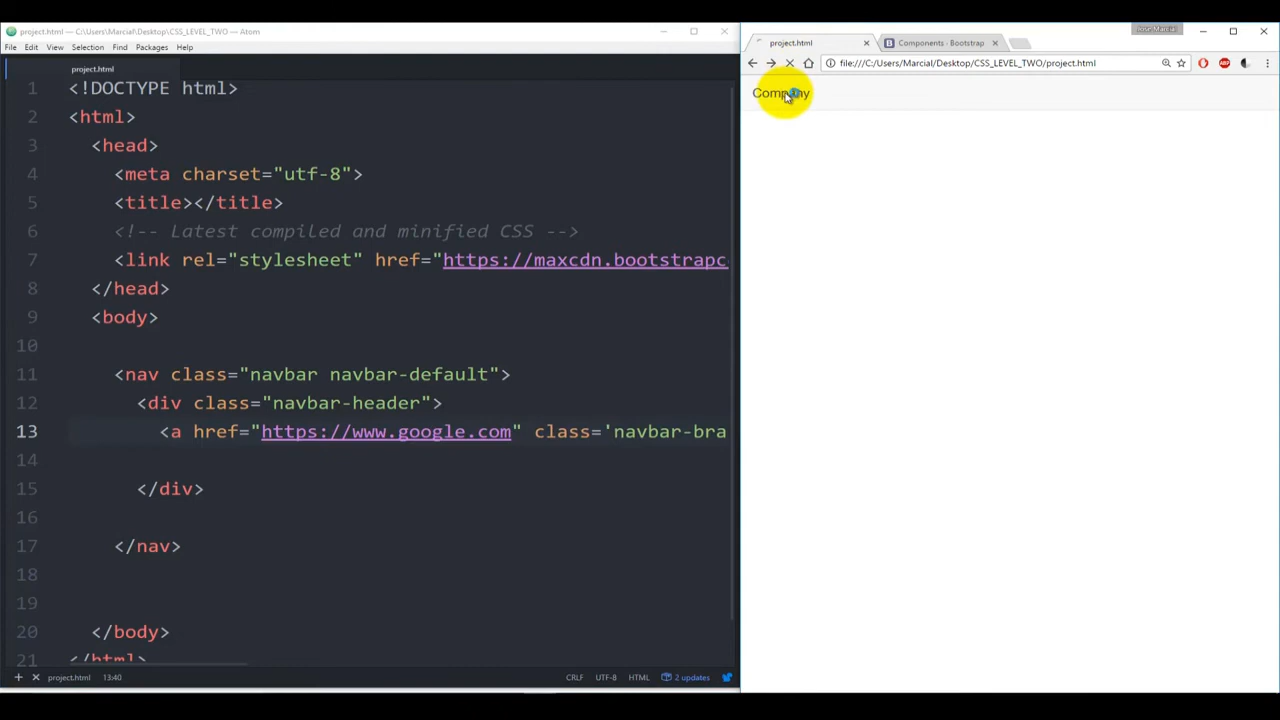 project.html — C:\Users\Marcial\Desktop\CSS_LEVEL_TWO — Atom
File Edit View Selection Find Packages Help
project.html
1 <!DOCTYPE html>
2 <html>
3 <head>
4 <meta charset="utf-8">
5 <title></title>
6 <!-- Latest compiled and minified CSS -->
7 <link rel="stylesheet" href="https://maxcdn.bootstrapc
8 </head>
9 <body>
10
11 <nav class="navbar navbar-default">
12 <div class="navbar-header">
13 <a href="https://www.google.com" class='navbar-bra
14
15 </div>
16
17 </nav>
18
19
20 </body>
21 </html>
project.html 13:40 CRLF UTF-8 HTML 2 updates
Jose Marcial
project.html Components · Bootstrap
file:///C:/Users/Marcial/Desktop/CSS_LEVEL_TWO/project.html ABP
Company